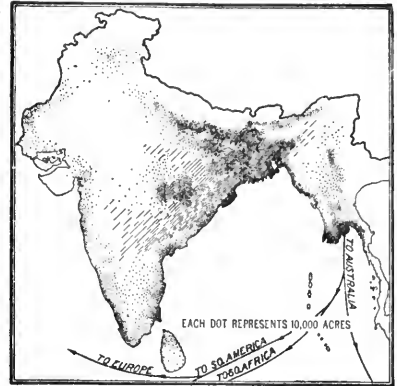 TO AUSTRALIA
EACH DOT REPRESENTS 10,000 ACRES
TO EUROPE
TO SO. AMERICA
TO SO. AFRICA